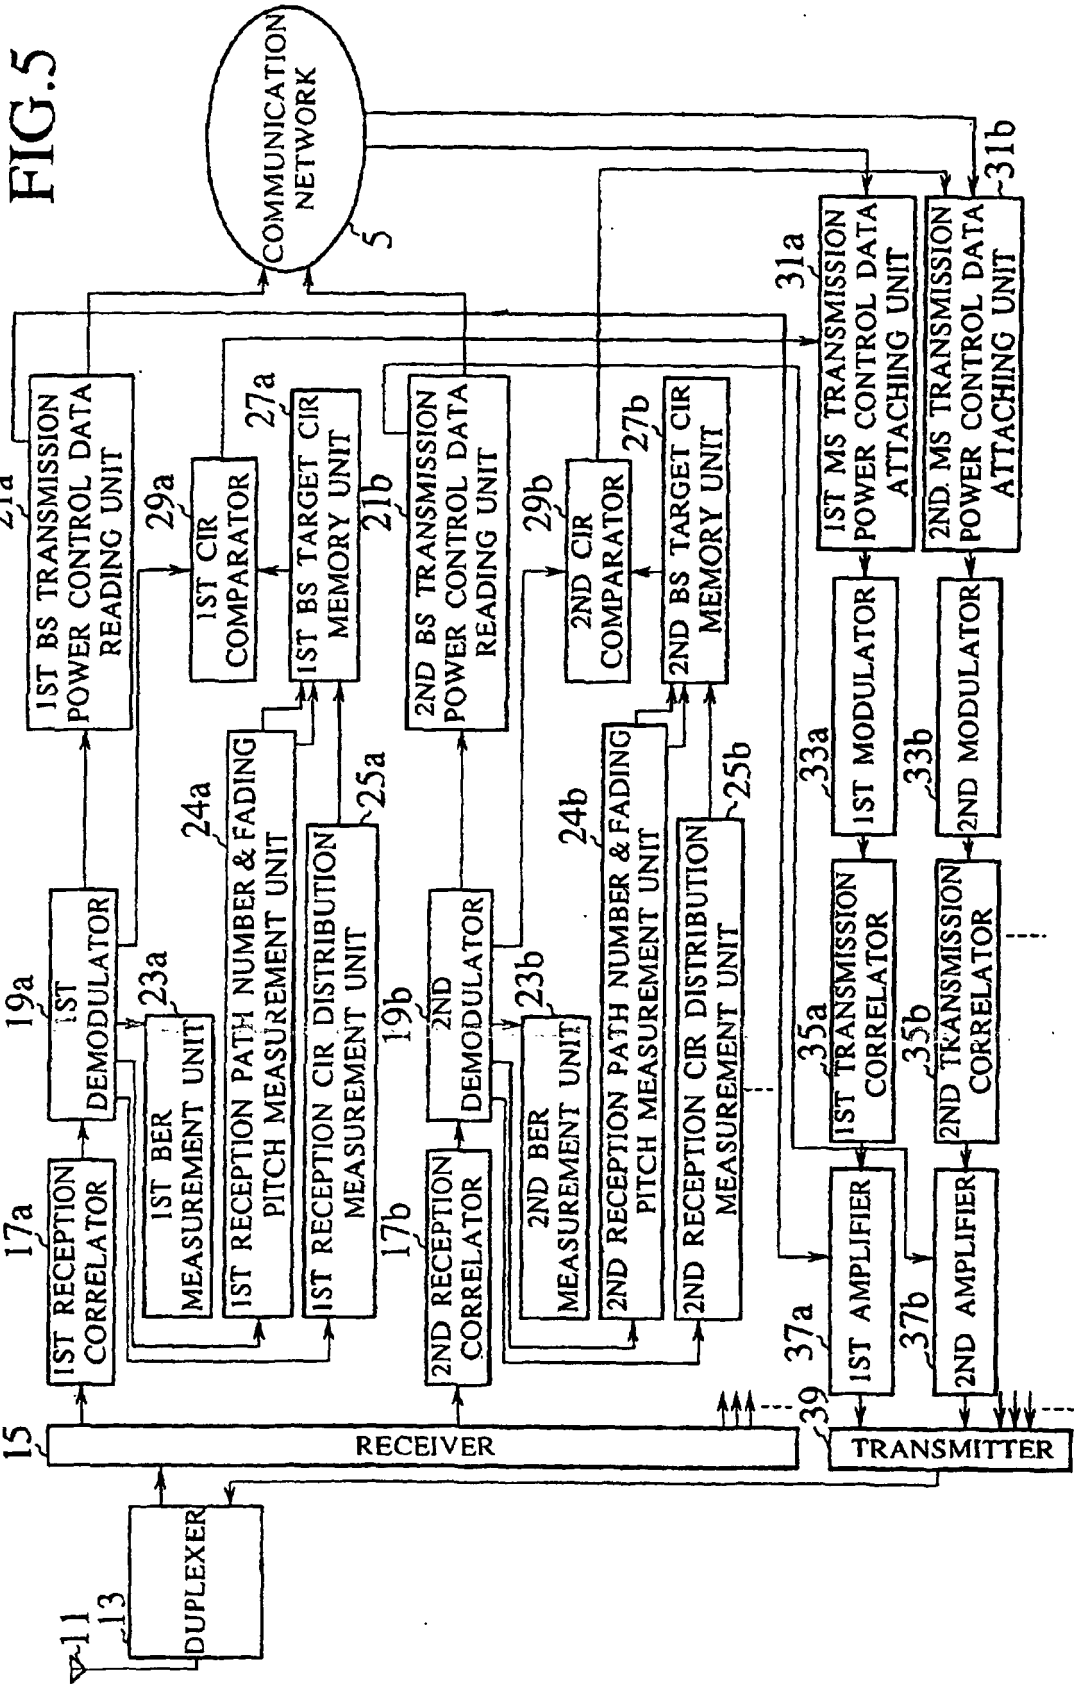 FIG.5
11
13
DUPLEXER
15
RECEIVER
17a
1ST RECEPTION
CORRELATOR
19a
1ST
DEMODULATOR
21a
1ST BS TRANSMISSION
POWER CONTROL DATA
READING UNIT
COMMUNICATION
NETWORK
5
23a
1ST BER
MEASUREMENT UNIT
24a
1ST RECEPTION PATH NUMBER & FADING
PITCH MEASUREMENT UNIT
25a
1ST RECEPTION CIR DISTRIBUTION
MEASUREMENT UNIT
29a
1ST CIR
COMPARATOR
27a
1ST BS TARGET CIR
MEMORY UNIT
17b
2ND RECEPTION
CORRELATOR
19b
2ND
DEMODULATOR
21b
2ND BS TRANSMISSION
POWER CONTROL DATA
READING UNIT
23b
2ND BER
MEASUREMENT UNIT
24b
2ND RECEPTION PATH NUMBER & FADING
PITCH MEASUREMENT UNIT
25b
2ND RECEPTION CIR DISTRIBUTION
MEASUREMENT UNIT
29b
2ND CIR
COMPARATOR
27b
2ND BS TARGET CIR
MEMORY UNIT
39
TRANSMITTER
37a
1ST AMPLIFIER
35a
1ST TRANSMISSION
CORRELATOR
33a
1ST MODULATOR
31a
1ST MS TRANSMISSION
POWER CONTROL DATA
ATTACHING UNIT
37b
2ND AMPLIFIER
35b
2ND TRANSMISSION
CORRELATOR
33b
2ND MODULATOR
31b
2ND. MS TRANSMISSION
POWER CONTROL DATA
ATTACHING UNIT